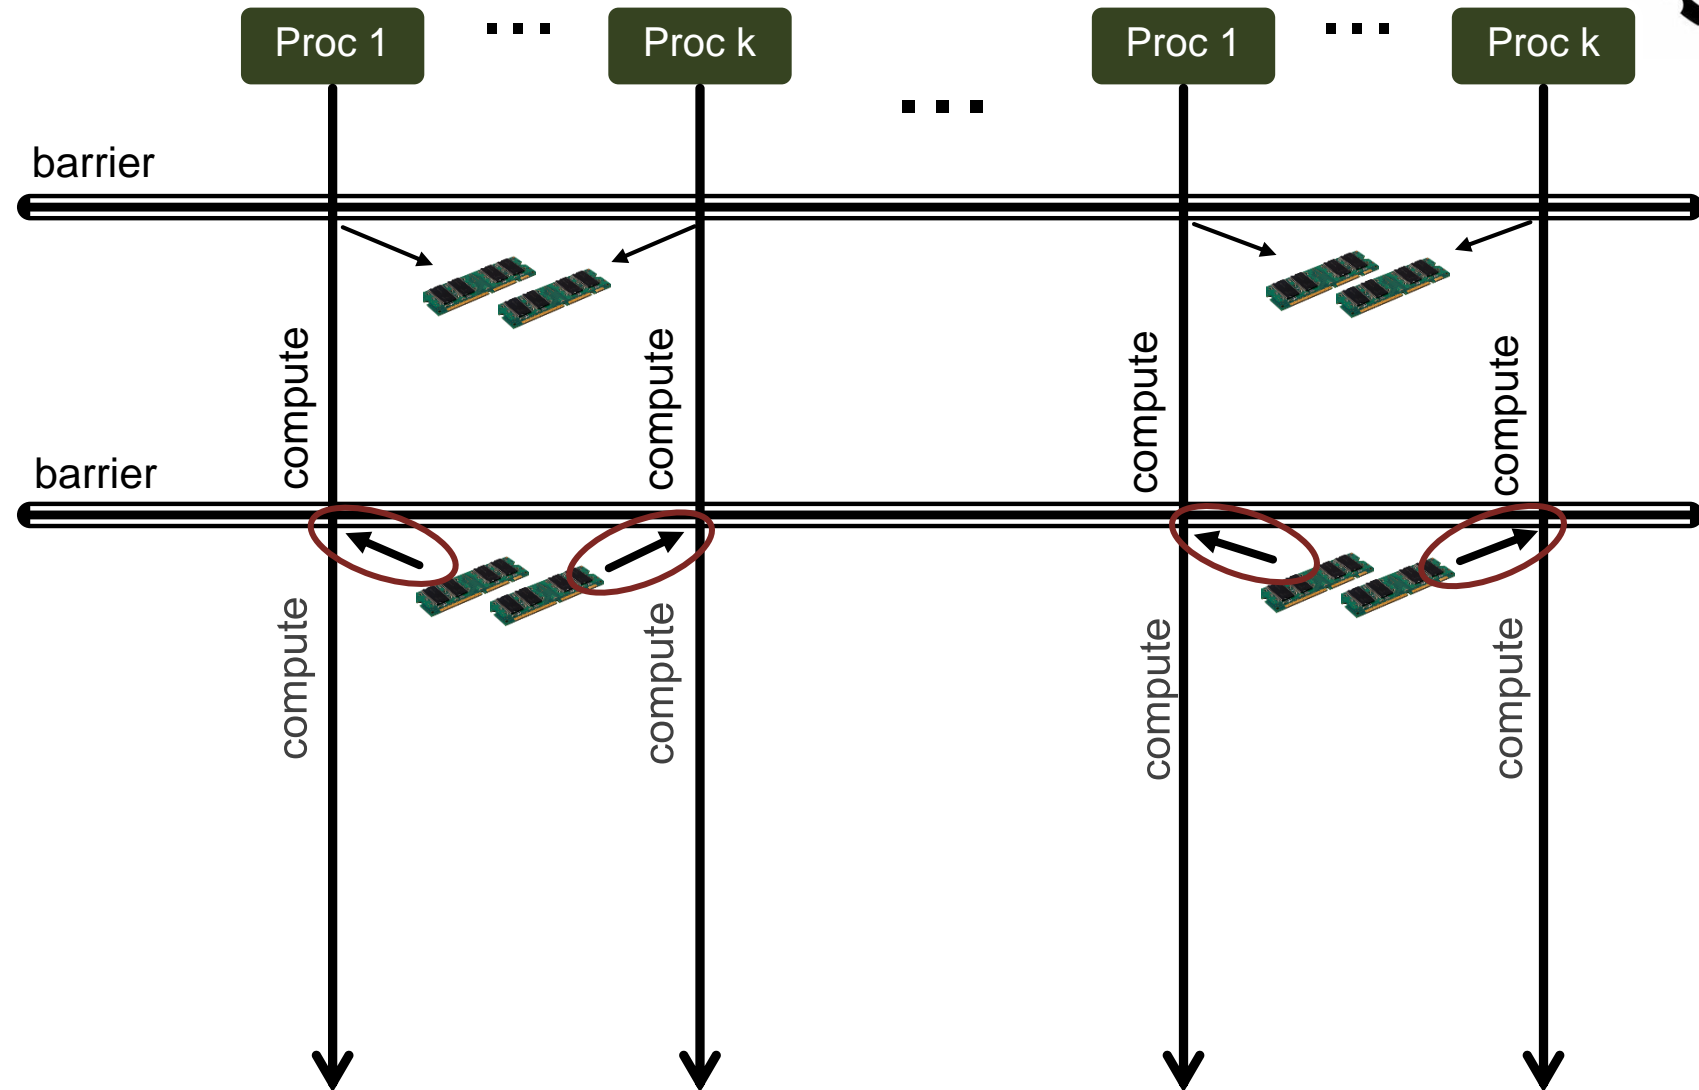 Proc 1
...
Proc k
Proc 1
...
Proc k
...
barrier
compute
compute
compute
compute
barrier
compute
compute
compute
compute